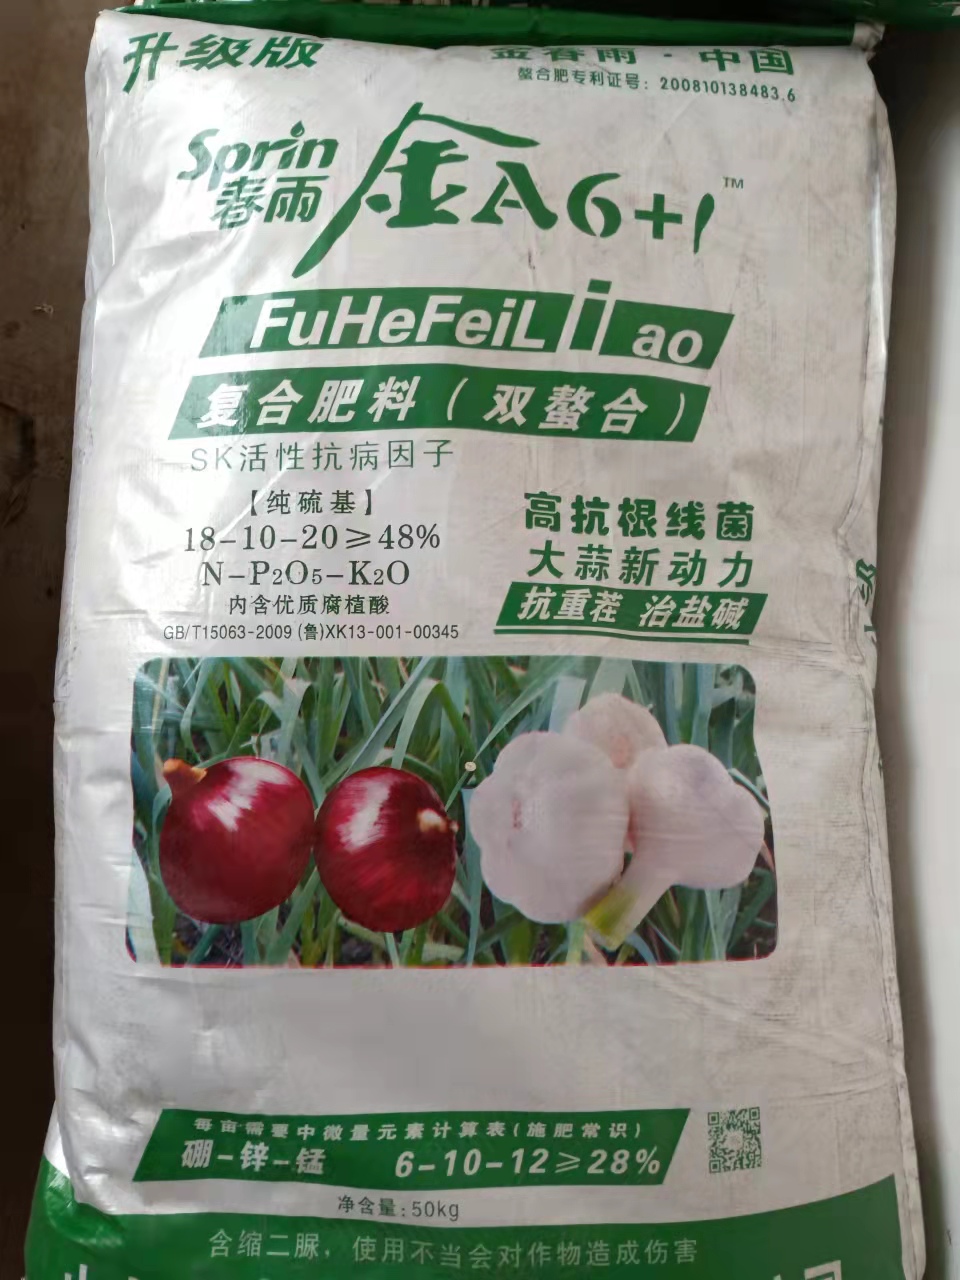 升级版
金春雨·中国
螯合肥专利证号：200810138483.6
Sprin
春雨
金A6+1™
FuHeFeiLiao
复合肥料（双螯合）
SK活性抗病因子
【纯硫基】
18-10-20≥48%
N-P2O5-K2O
内含优质腐植酸
GB/T15063-2009 (鲁)XK13-001-00345
高抗根线菌
大蒜新动力
抗重茬 治盐碱
每亩需要中微量元素计算表（施肥常识）
硼-锌-锰 6-10-12≥28%
净含量：50kg
含缩二脲，使用不当会对作物造成伤害